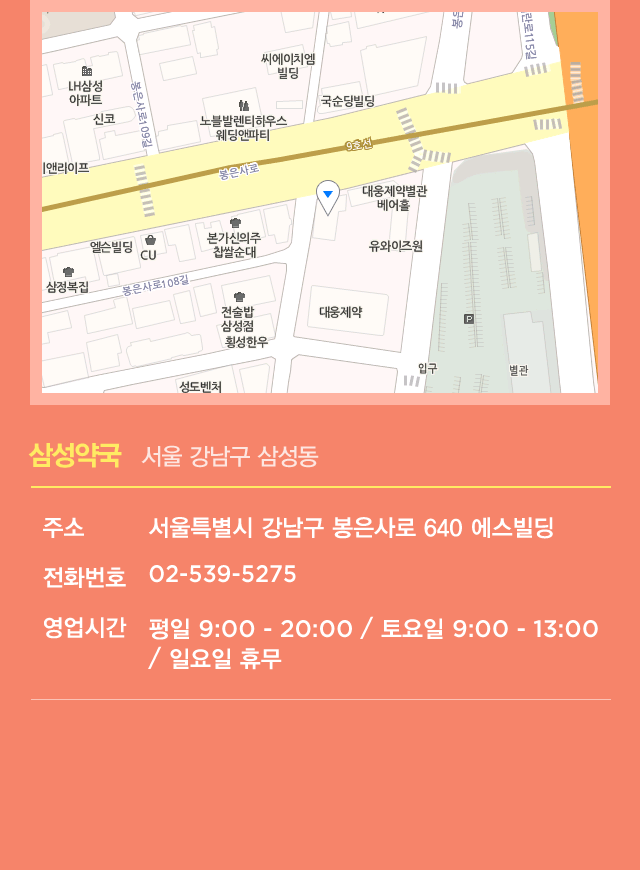 란로115길
씨에이치엠
빌딩
LH삼성
아파트
국순당빌딩
신코
봉은사로109길
노블발렌티하우스
웨딩앤파티
9호선
이앤리이프
봉은사로
대웅제약별관
베어홀
본가신의주
찹쌀순대
엘슨빌딩
CU
유와이즈원
삼정복집
봉은사로108길
전술밥
삼성점
대웅제약
횡성한우
P
입구
별관
성도벤처
삼성약국 서울 강남구 삼성동
주소 서울특별시 강남구 봉은사로 640 에스빌딩
전화번호 02-539-5275
영업시간 평일 9:00 - 20:00 / 토요일 9:00 - 13:00
/ 일요일 휴무